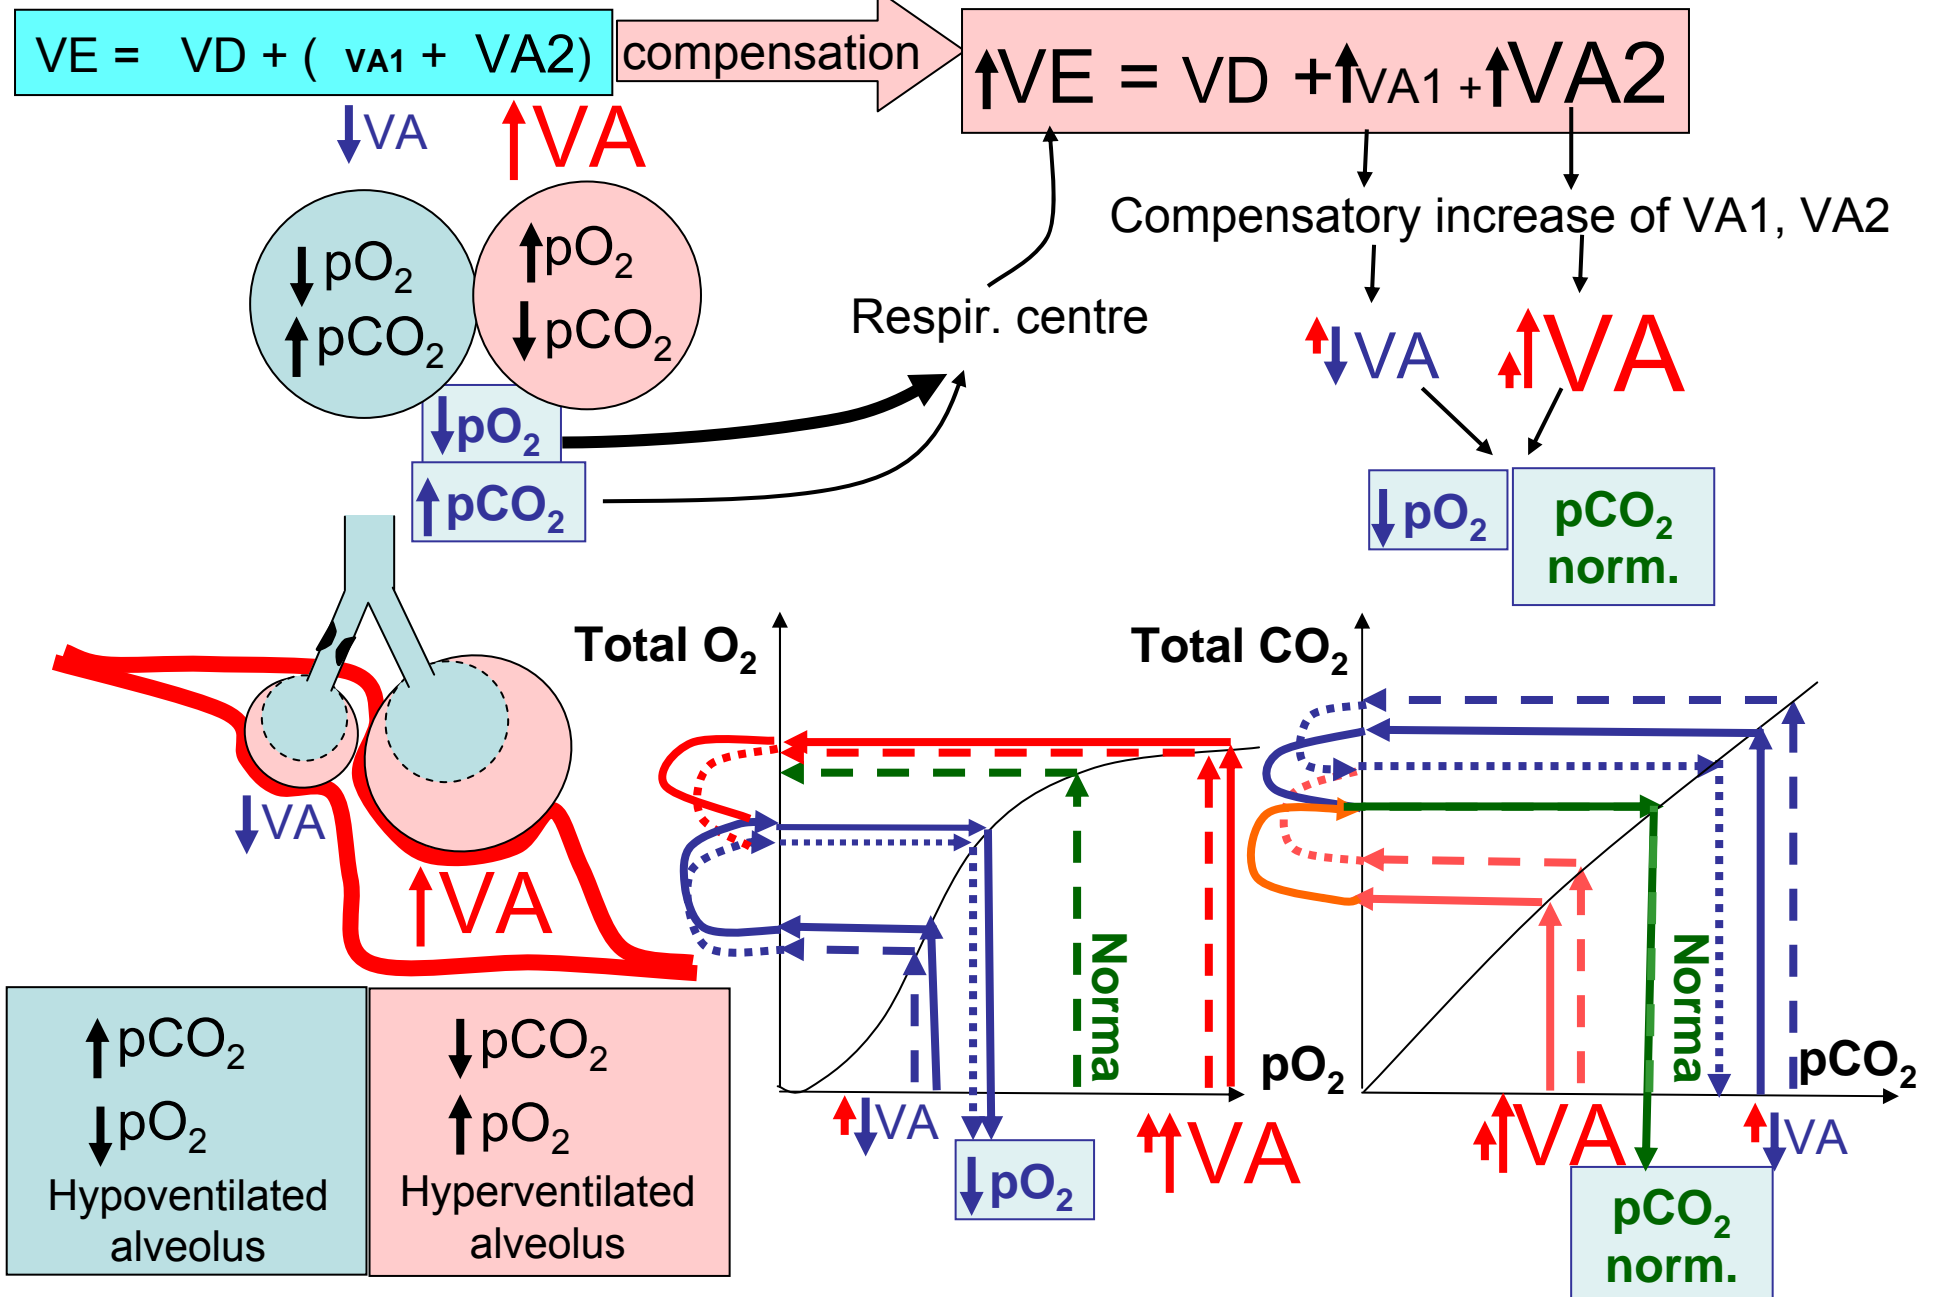 VE = VD + ( VA1 + VA2)
compensation
↑VE = VD +↑VA1 +↑VA2
↓VA
↑VA
↓pO₂
↑pCO₂
↑pO₂
↓pCO₂
Compensatory increase of VA1, VA2
Respir. centre
↑↓VA
↑↑VA
↓pO₂
↑pCO₂
↓pO₂
pCO₂
norm.
Total O₂
Total CO₂
↓VA
↑VA
Norma
Norma
pO₂
pCO₂
↑↓VA
↑↑VA
↑↑VA
↑↓VA
↓pO₂
pCO₂
norm.
↑pCO₂
↓pO₂
Hypoventilated
alveolus
↓pCO₂
↑pO₂
Hyperventilated
alveolus